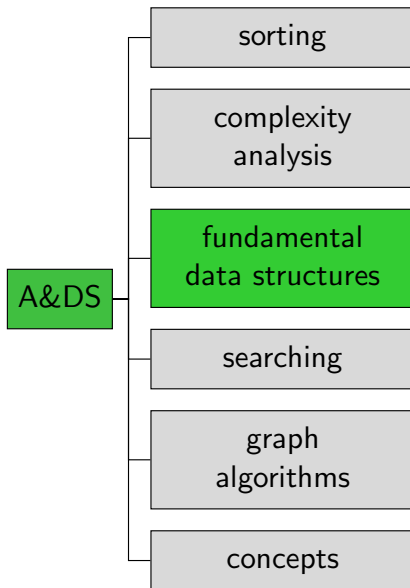 sorting
complexity
analysis
fundamental
data structures
A&DS
searching
graph
algorithms
concepts